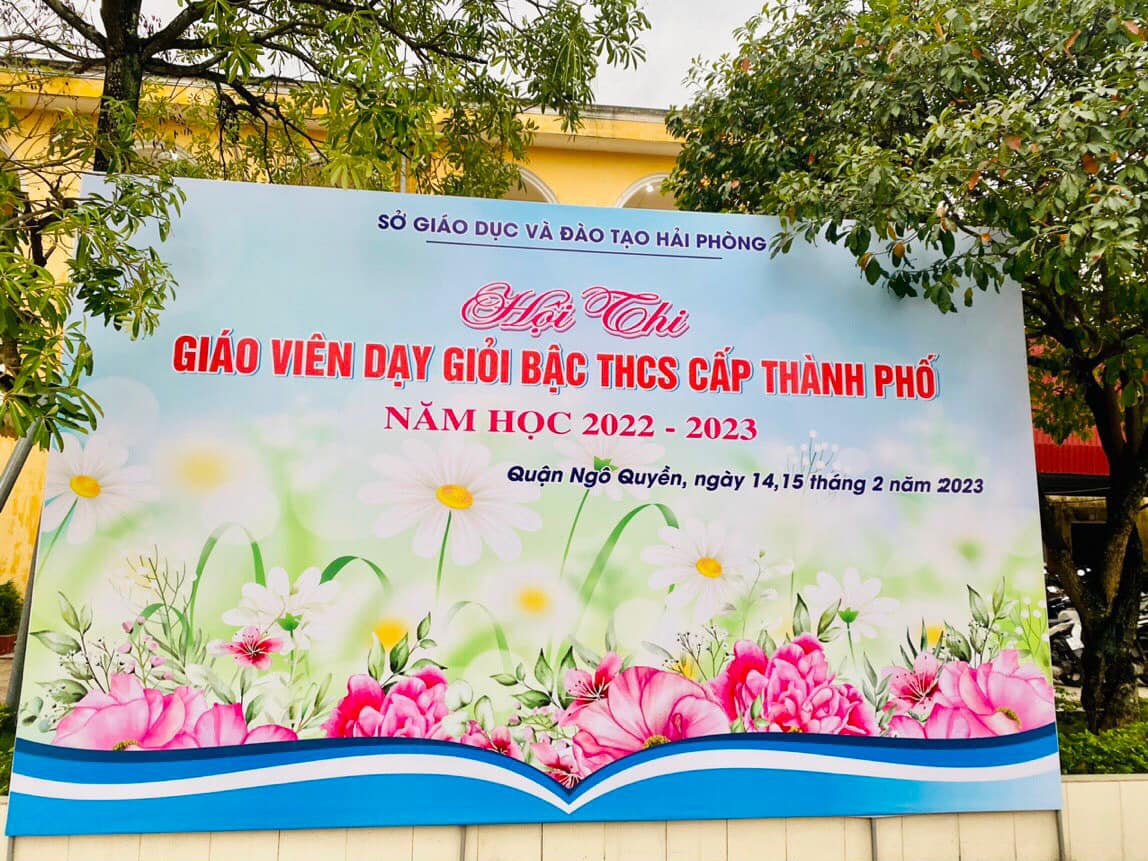 SỞ GIÁO DỤC VÀ ĐÀO TẠO HẢI PHÒNG
Hội Thi
GIÁO VIÊN DẠY GIỎI BẬC THCS CẤP THÀNH PHỐ
NĂM HỌC 2022 - 2023
Quận Ngô Quyền, ngày 14,15 tháng 2 năm 2023